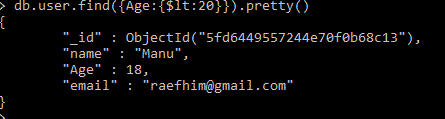 > db.user.find({Age:{$lt:20}}).pretty()
{
        "_id" : ObjectId("5fd6449557244e70f0b68c13"),
        "name" : "Manu",
        "Age" : 18,
        "email" : "raefhim@gmail.com"
}
>